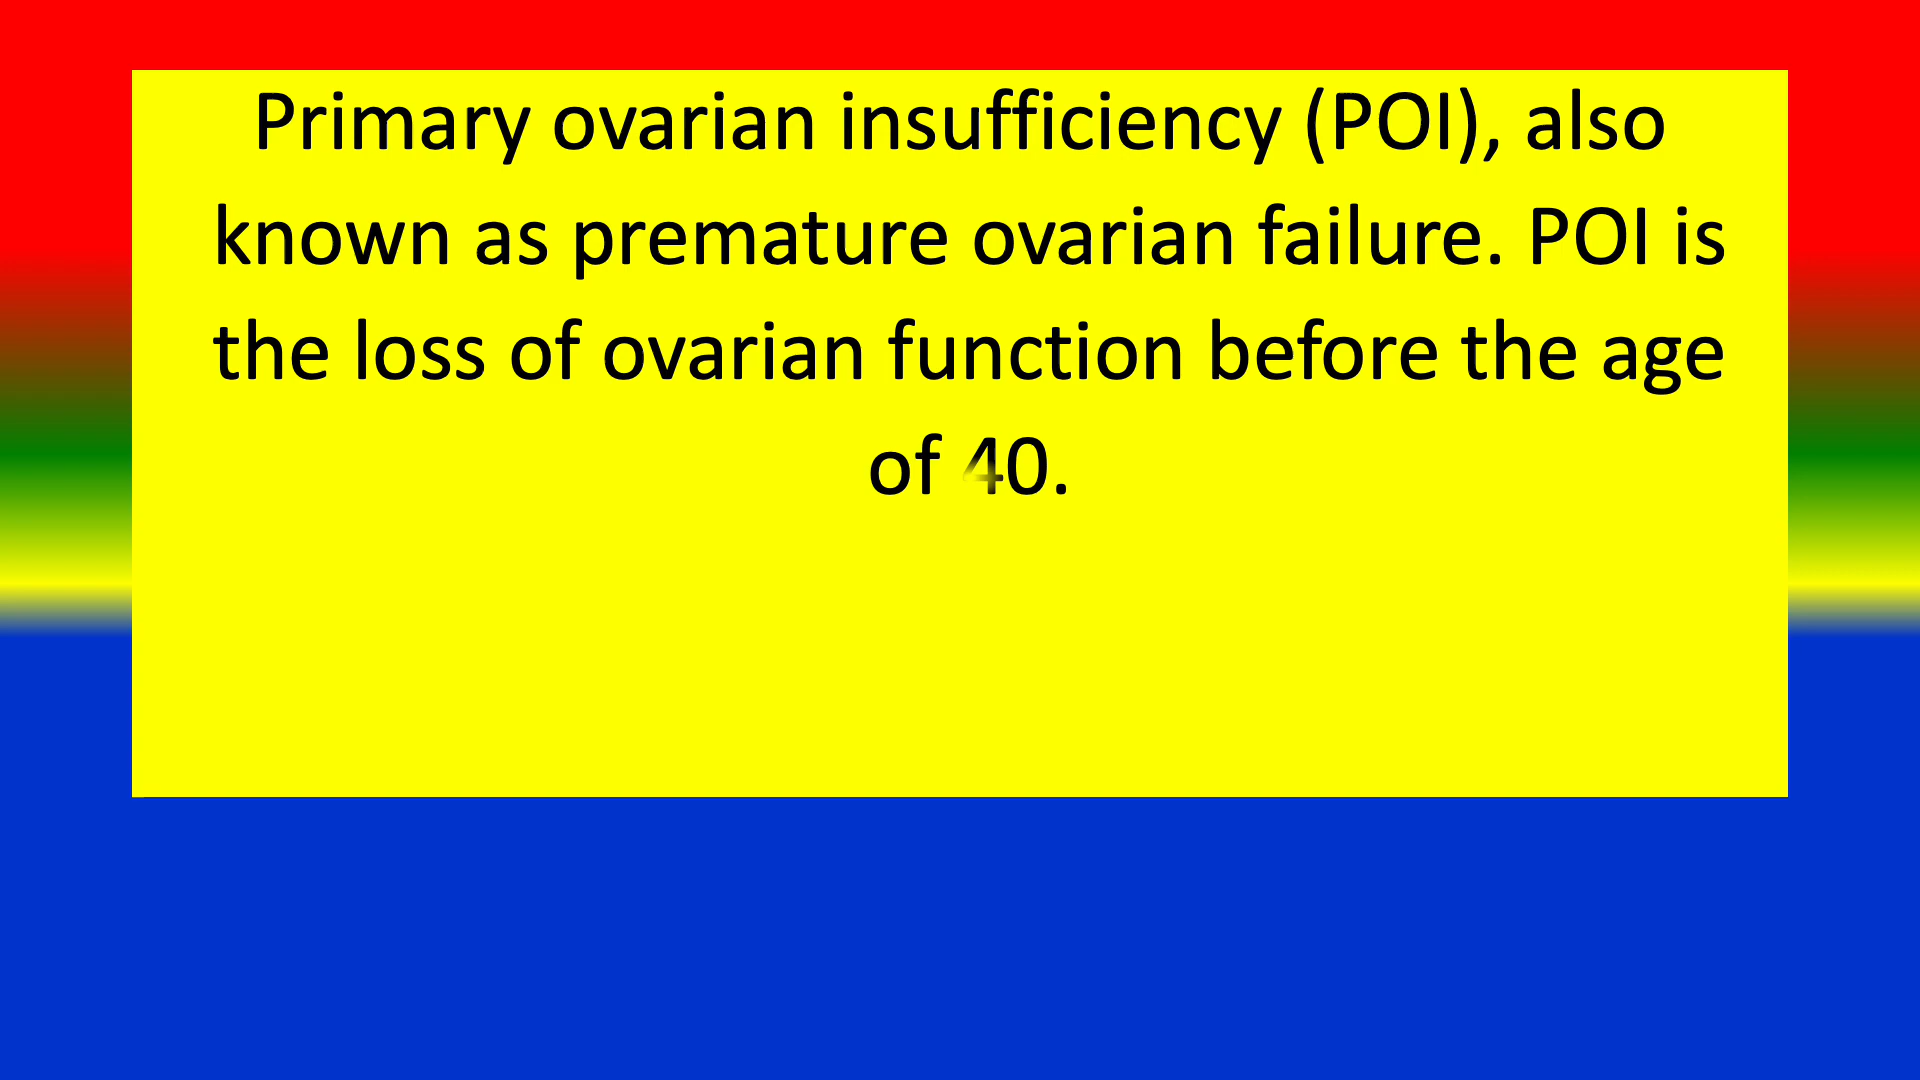 Primary ovarian insufficiency (POI), also
known as premature ovarian failure. POI is
the loss of ovarian function before the age
of 40.